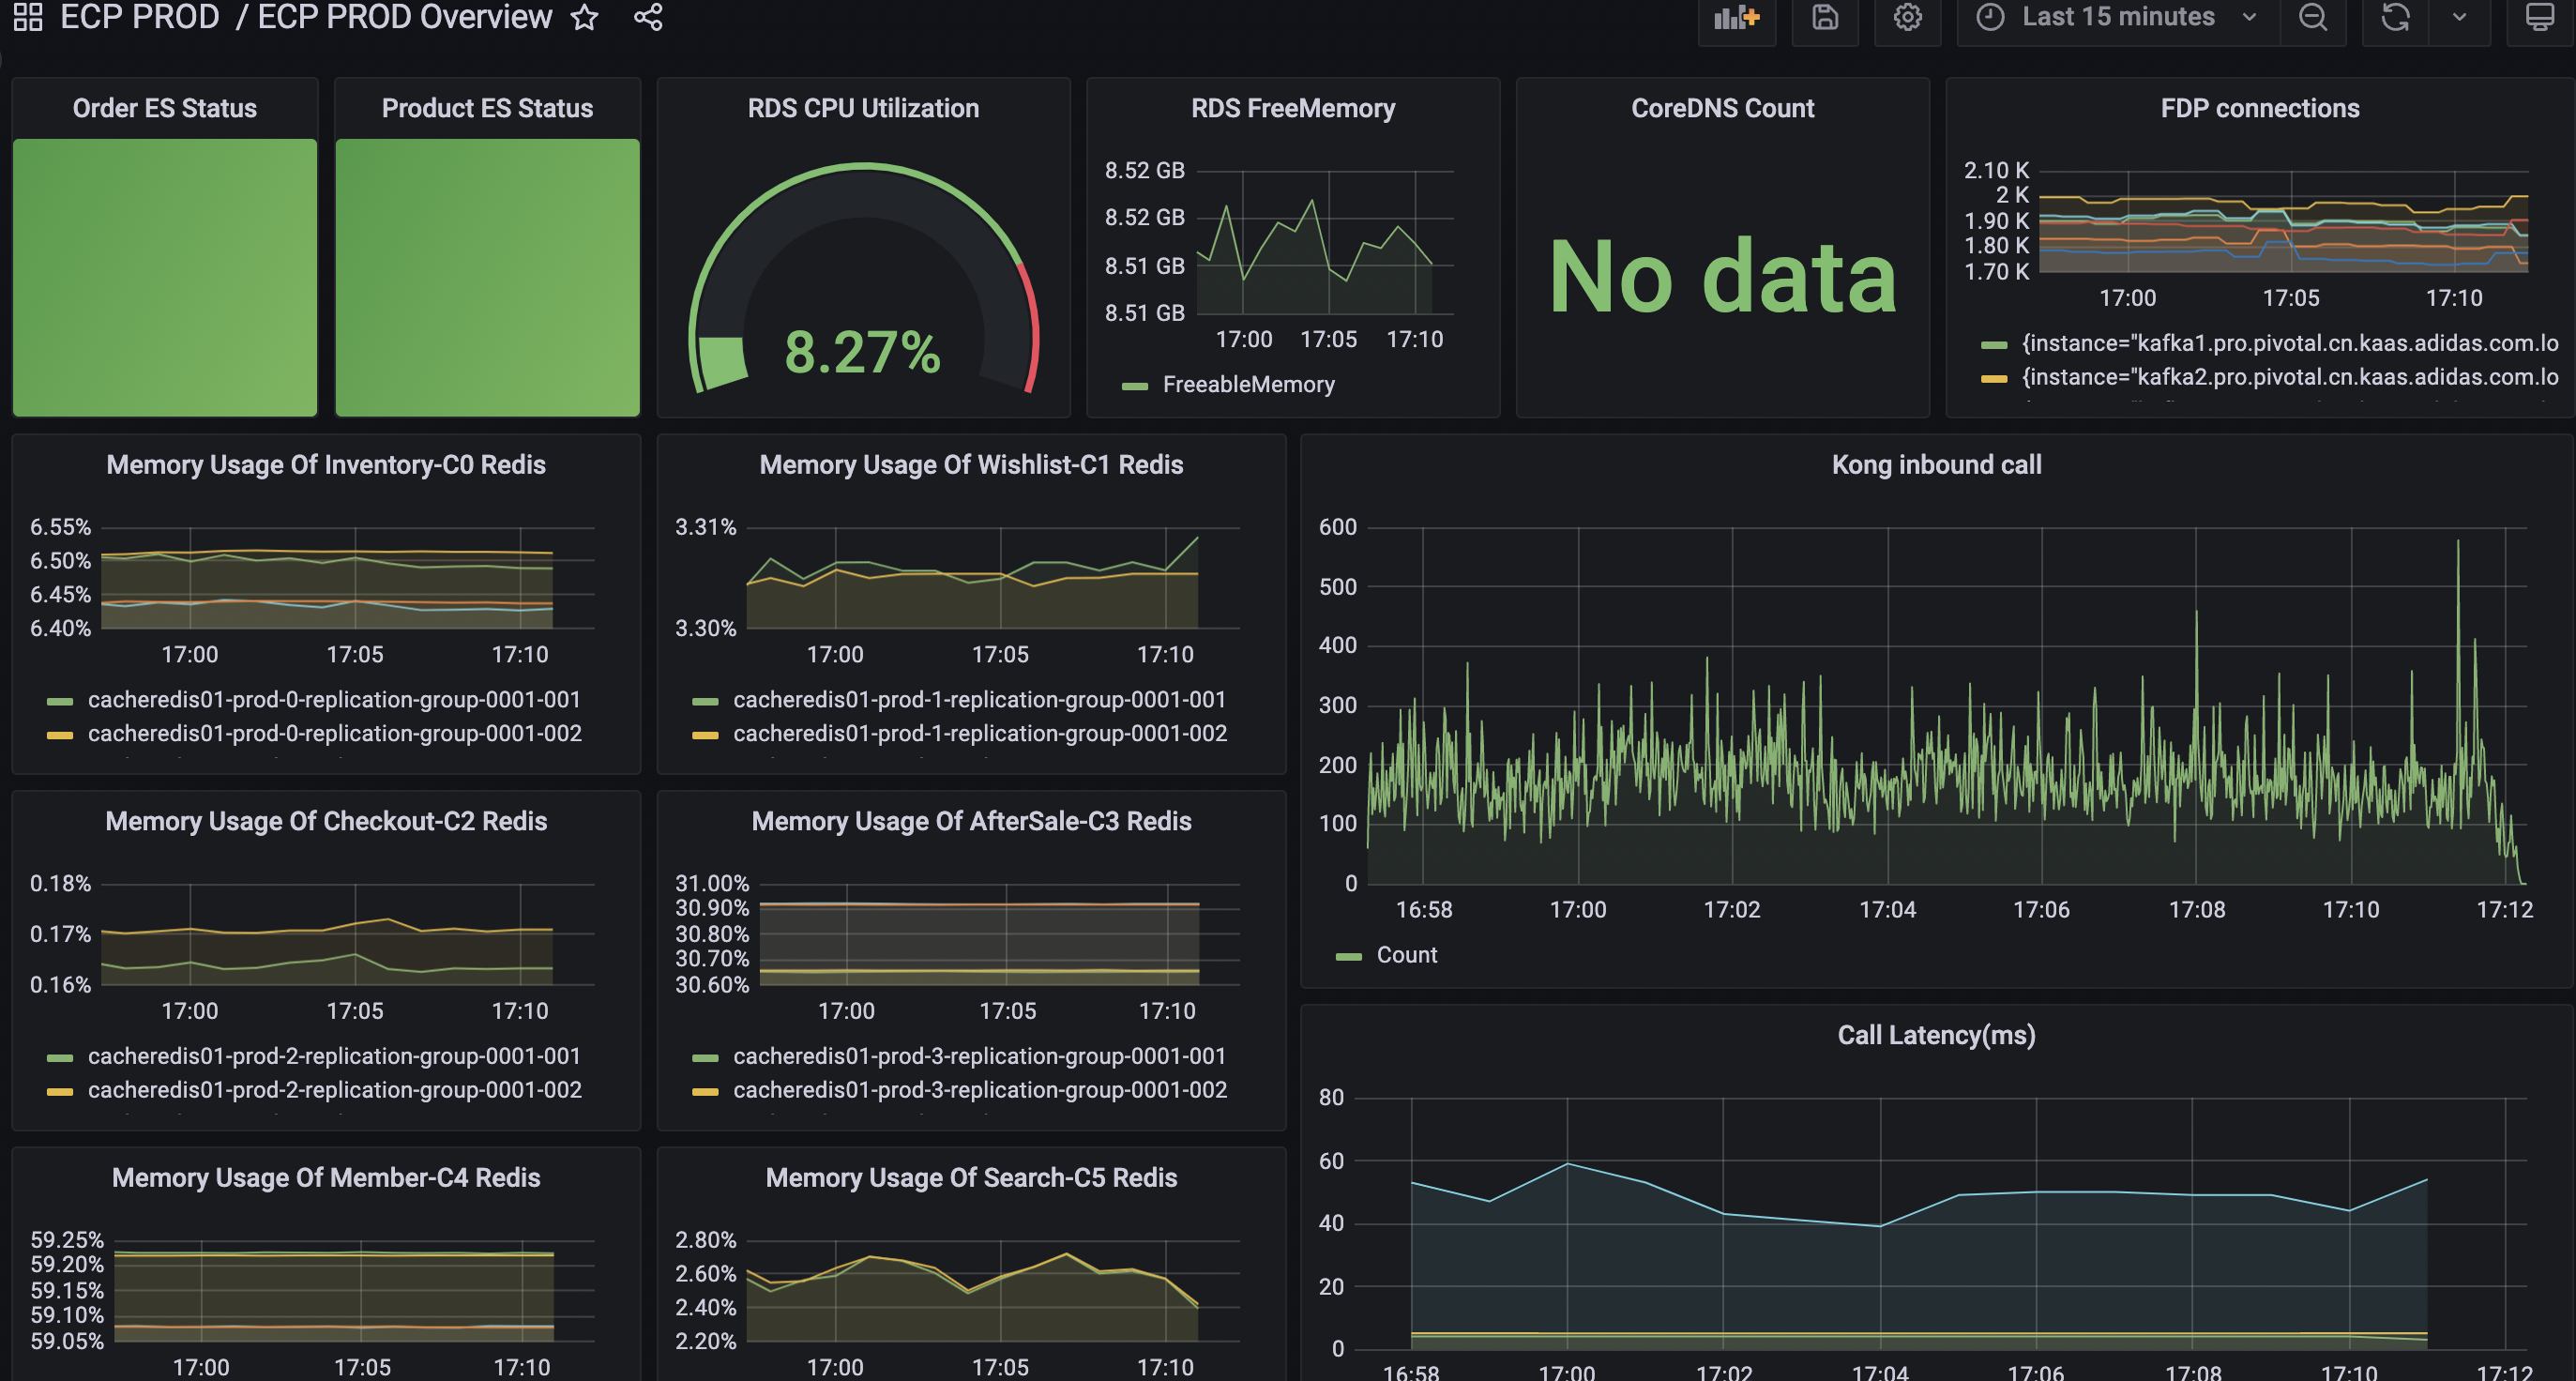 ECP PROD / ECP PROD Overview
Last 15 minutes
Order ES Status
Product ES Status
RDS CPU Utilization
8.27%
RDS FreeMemory
8.52 GB
8.52 GB
8.51 GB
8.51 GB
17:00 17:05 17:10
FreeableMemory
CoreDNS Count
No data
FDP connections
2.10 K
2 K
1.90 K
1.80 K
1.70 K
17:00 17:05 17:10
{instance="kafka1.pro.pivotal.cn.kaas.adidas.com.lo
{instance="kafka2.pro.pivotal.cn.kaas.adidas.com.lo
Memory Usage Of Inventory-C0 Redis
6.55%
6.50%
6.45%
6.40%
17:00 17:05 17:10
cacheredis01-prod-0-replication-group-0001-001
cacheredis01-prod-0-replication-group-0001-002
Memory Usage Of Wishlist-C1 Redis
3.31%
3.30%
17:00 17:05 17:10
cacheredis01-prod-1-replication-group-0001-001
cacheredis01-prod-1-replication-group-0001-002
Kong inbound call
600
500
400
300
200
100
0
16:58 17:00 17:02 17:04 17:06 17:08 17:10 17:12
Count
Memory Usage Of Checkout-C2 Redis
0.18%
0.17%
0.16%
17:00 17:05 17:10
cacheredis01-prod-2-replication-group-0001-001
cacheredis01-prod-2-replication-group-0001-002
Memory Usage Of AfterSale-C3 Redis
31.00%
30.90%
30.80%
30.70%
30.60%
17:00 17:05 17:10
cacheredis01-prod-3-replication-group-0001-001
cacheredis01-prod-3-replication-group-0001-002
Call Latency(ms)
80
60
40
20
0
16:58 17:00 17:02 17:04 17:06 17:08 17:10 17:12
Memory Usage Of Member-C4 Redis
59.25%
59.20%
59.15%
59.10%
59.05%
17:00 17:05 17:10
Memory Usage Of Search-C5 Redis
2.80%
2.60%
2.40%
2.20%
17:00 17:05 17:10